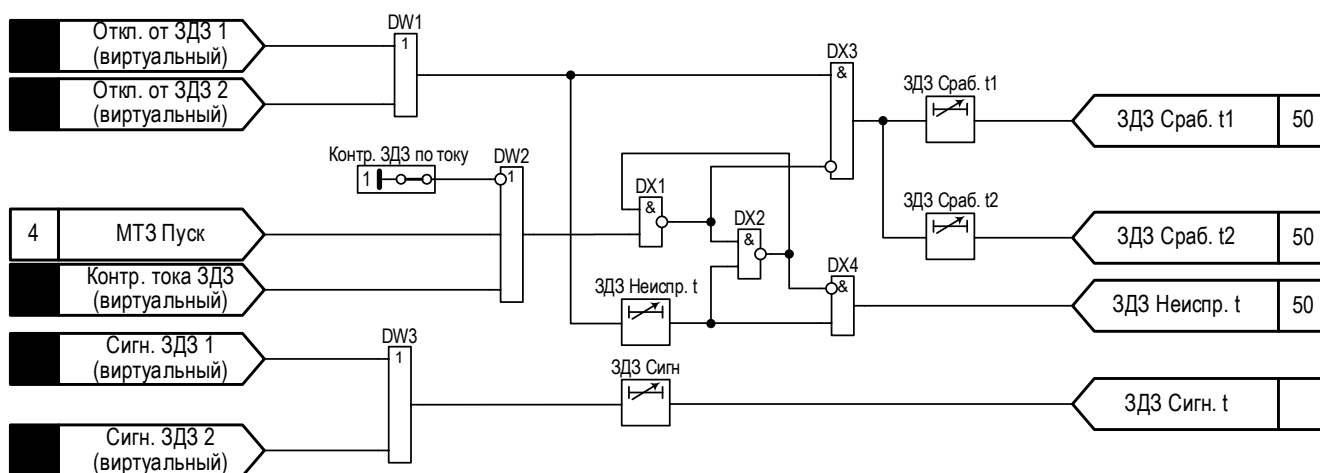 Откл. от ЗДЗ 1
(виртуальный)
DW1
1
Откл. от ЗДЗ 2
(виртуальный)
DX3
&
ЗДЗ Сраб. t1
ЗДЗ Сраб. t1
50
Контр. ЗДЗ по току
1
DW2
1
DX1
&
DX2
&
ЗДЗ Сраб. t2
ЗДЗ Сраб. t2
50
4
МТЗ Пуск
Контр. тока ЗДЗ
(виртуальный)
ЗДЗ Неиспр. t
DX4
&
ЗДЗ Неиспр. t
50
Сигн. ЗДЗ 1
(виртуальный)
DW3
1
ЗДЗ Сигн
ЗДЗ Сигн. t
Сигн. ЗДЗ 2
(виртуальный)